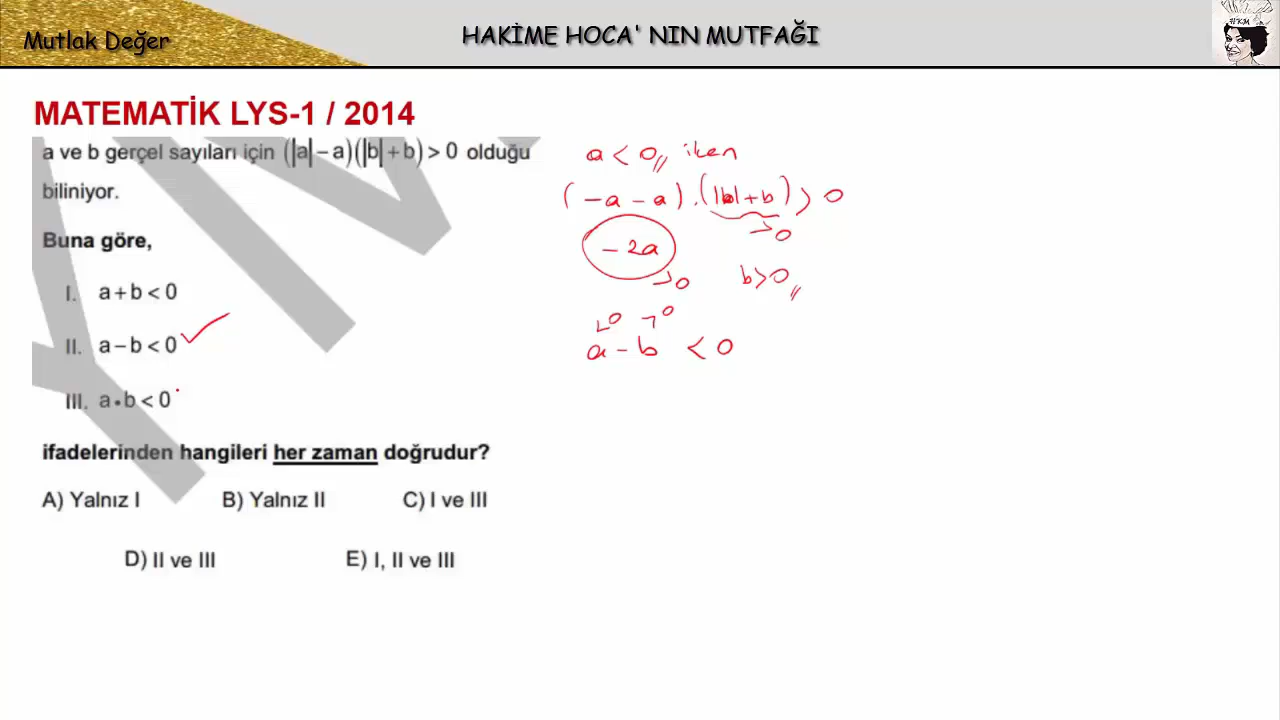 Mutlak Değer
HAKİME HOCA' NIN MUTFAĞI
MATEMATİK LYS-1 / 2014
a ve b gerçel sayıları için (|a| − a)(|b| + b) > 0 olduğu
biliniyor.
Buna göre,
I. a + b < 0
II. a − b < 0
III. a • b < 0
ifadelerinden hangileri her zaman doğrudur?
A) Yalnız I B) Yalnız II C) I ve III
D) II ve III E) I, II ve III
a < 0 iken
(−a − a) . (|b| + b) > 0
> 0
− 2a
> 0 b > 0
< 0 > 0
a − b < 0